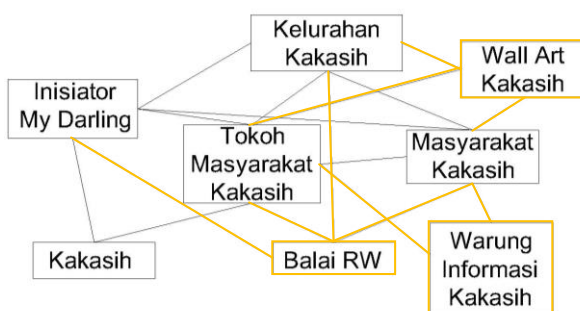 Kelurahan
Kakasih
Wall Art
Kakasih
Inisiator
My Darling
Tokoh
Masyarakat
Kakasih
Masyarakat
Kakasih
Kakasih
Balai RW
Warung
Informasi
Kakasih